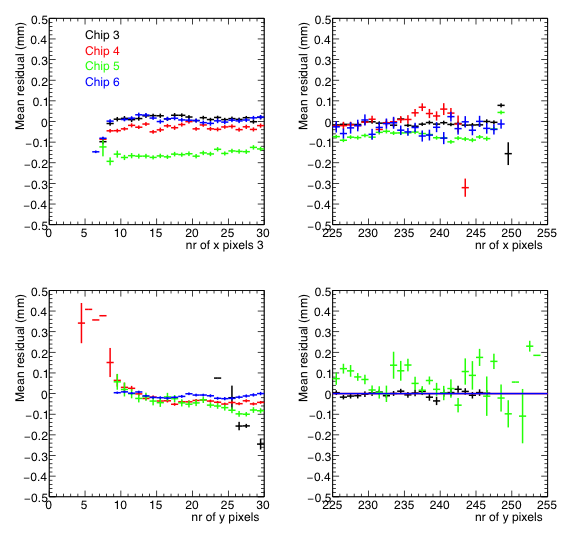 Mean residual (mm)
0.5
0.4
0.3
0.2
0.1
0
−0.1
−0.2
−0.3
−0.4
−0.5
Chip 3
Chip 4
Chip 5
Chip 6
0 5 10 15 20 25 30
nr of x pixels 3
Mean residual (mm)
0.5
0.4
0.3
0.2
0.1
0
−0.1
−0.2
−0.3
−0.4
−0.5
225 230 235 240 245 250 255
nr of x pixels
Mean residual (mm)
0.5
0.4
0.3
0.2
0.1
0
−0.1
−0.2
−0.3
−0.4
−0.5
0 5 10 15 20 25 30
nr of y pixels
Mean residual (mm)
0.5
0.4
0.3
0.2
0.1
0
−0.1
−0.2
−0.3
−0.4
−0.5
225 230 235 240 245 250 255
nr of y pixels